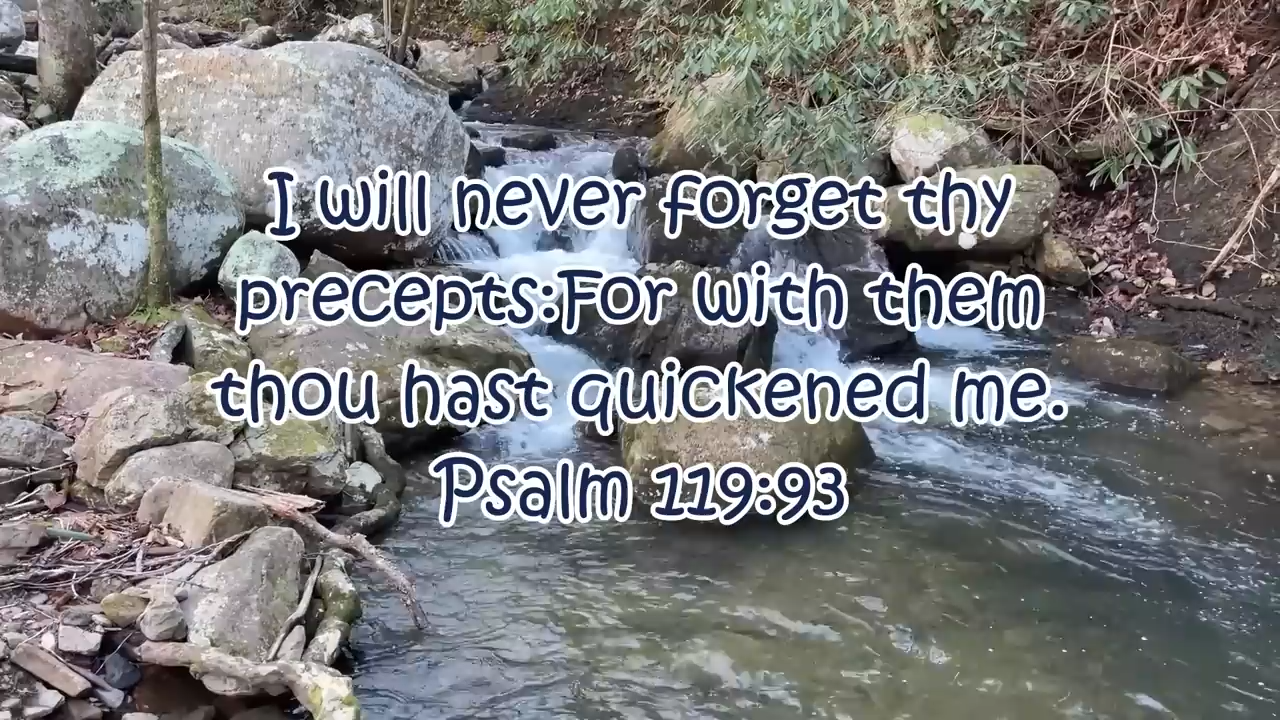 I will never forget thy
precepts:For with them
thou hast quickened me.
Psalm 119:93